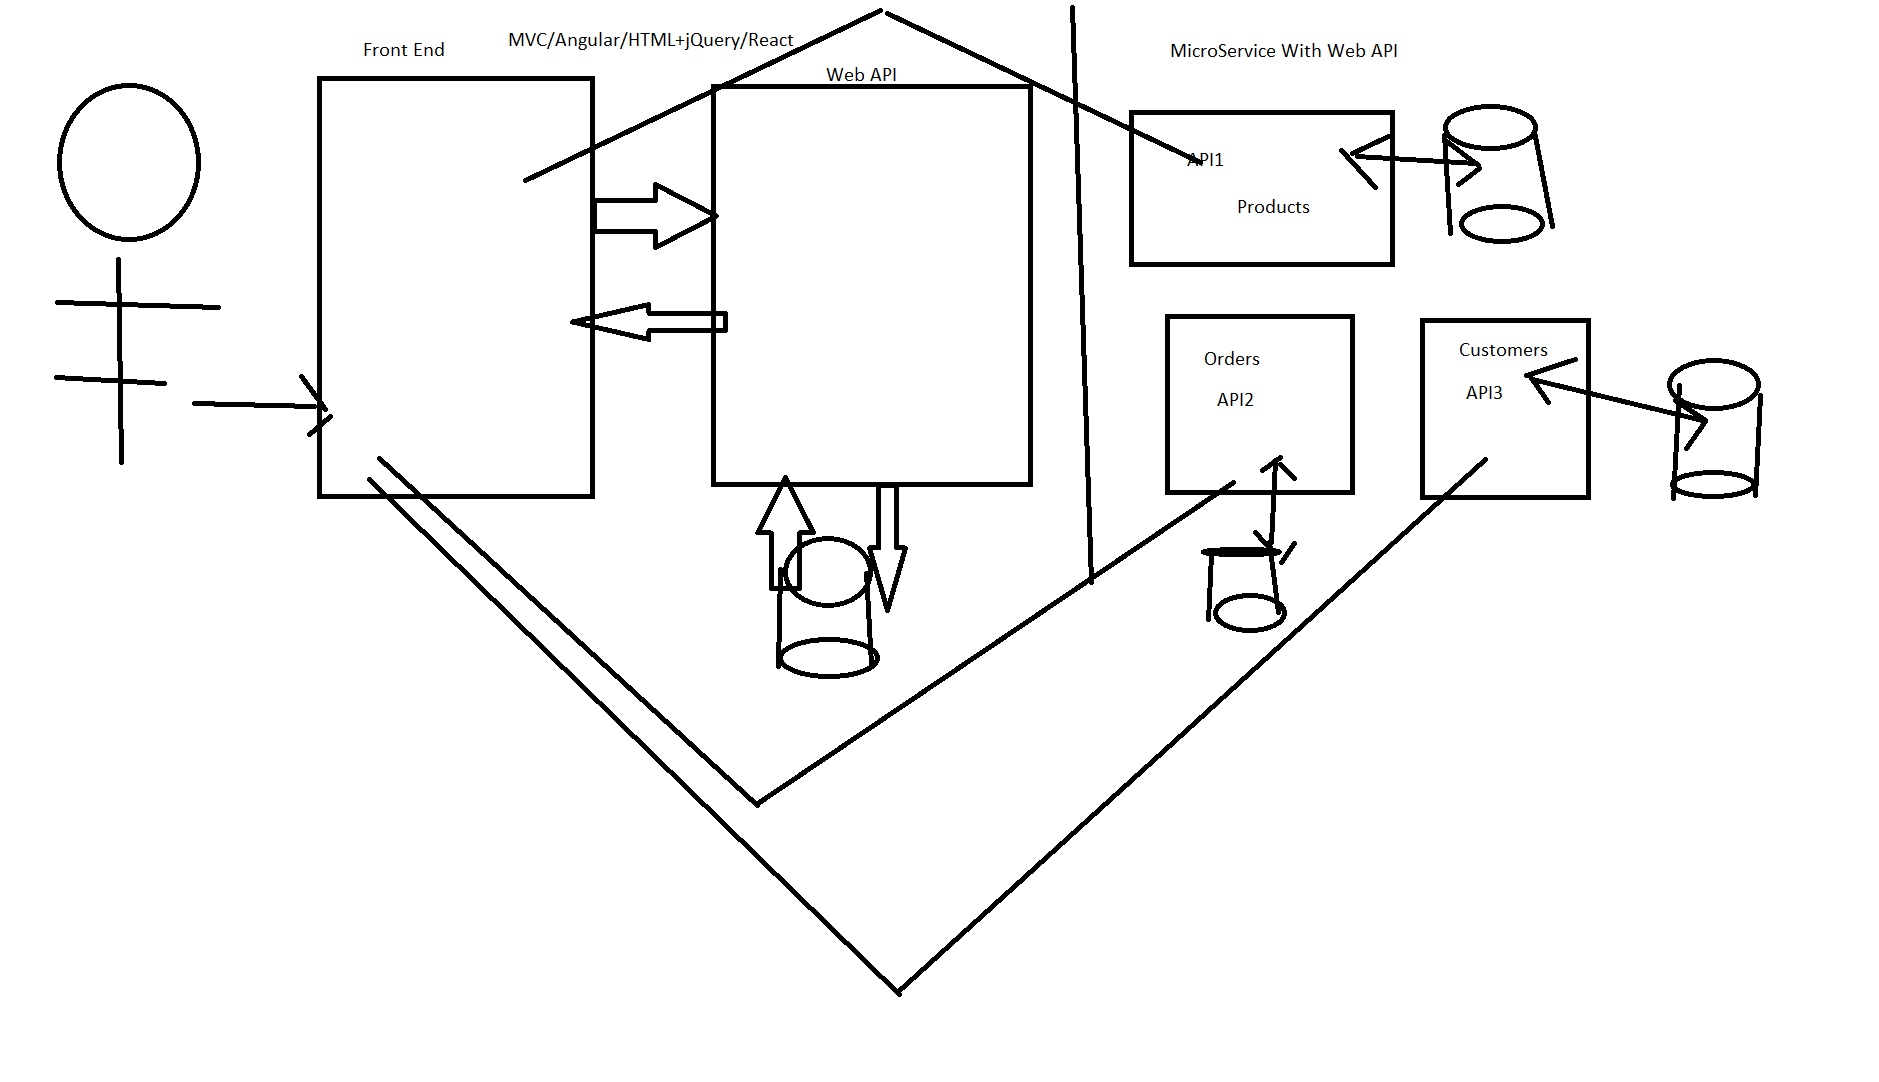 Front End
MVC/Angular/HTML+jQuery/React
Web API
MicroService With Web API
API1
Products
Orders
API2
Customers
API3